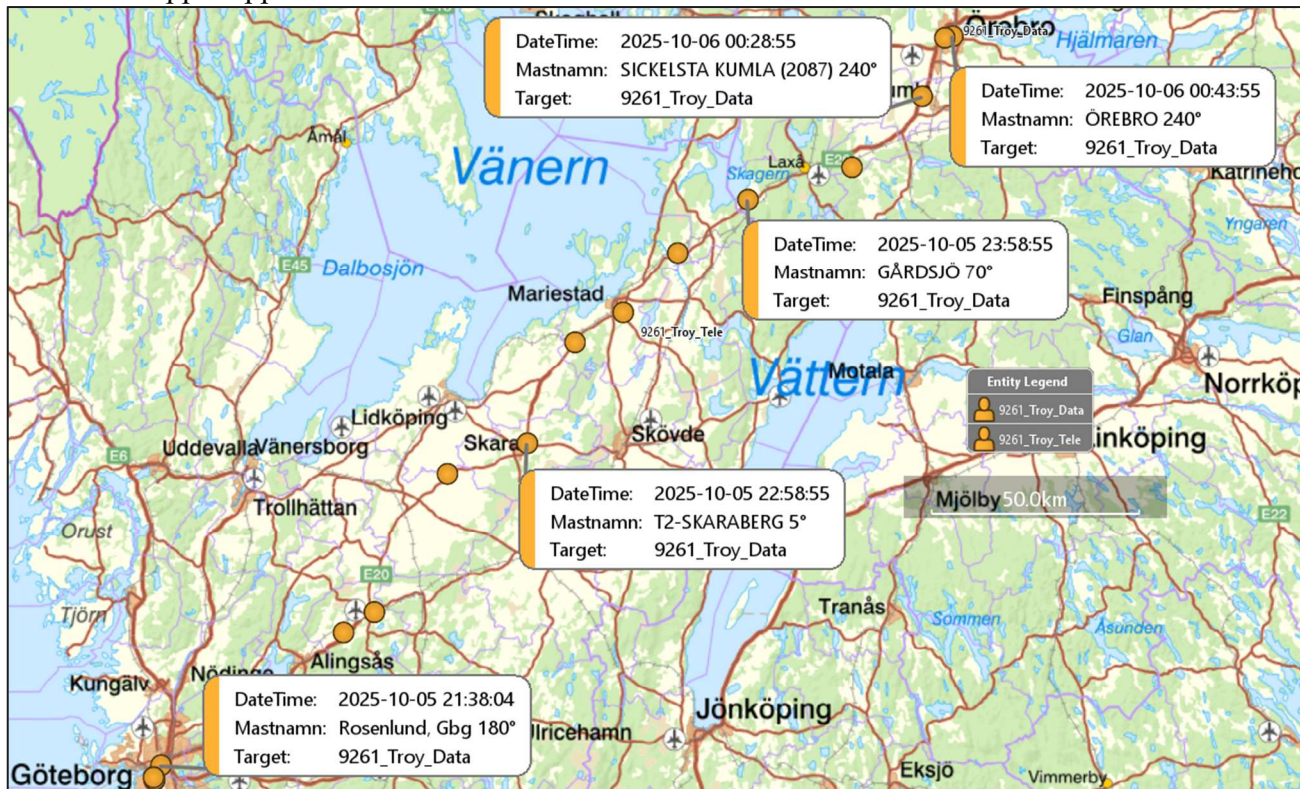 Skoghall
Örebro
9261_Troy_Data
Hjälmaren
DateTime: 2025-10-06 00:28:55
Mastnamn: SICKELSTA KUMLA (2087) 240°
Target: 9261_Troy_Data
DateTime: 2025-10-06 00:43:55
Mastnamn: ÖREBRO 240°
Target: 9261_Troy_Data
Åmål
Vänern
Laxå
Skagern
Yngaren
E45
Dalbosjön
DateTime: 2025-10-05 23:58:55
Mastnamn: GÅRDSJÖ 70°
Target: 9261_Troy_Data
Mariestad
Finspång
Glan
9261_Troy_Tele
Vättern
Motala
Norrköp
Entity Legend
9261_Troy_Data
9261_Troy_Tele
Lidköping
Skara
Skövde
inköping
E6
Uddevalla
Vänersborg
Trollhättan
Mjölby
50.0km
E22
DateTime: 2025-10-05 22:58:55
Mastnamn: T2-SKARABERG 5°
Target: 9261_Troy_Data
Orust
E20
Tjörn
Tranås
Sommen
Åsunden
Alingsås
Nödinge
Kungälv
DateTime: 2025-10-05 21:38:04
Mastnamn: Rosenlund, Gbg 180°
Target: 9261_Troy_Data
Jönköping
Ulricehamn
Göteborg
Eksjö
Vimmerby